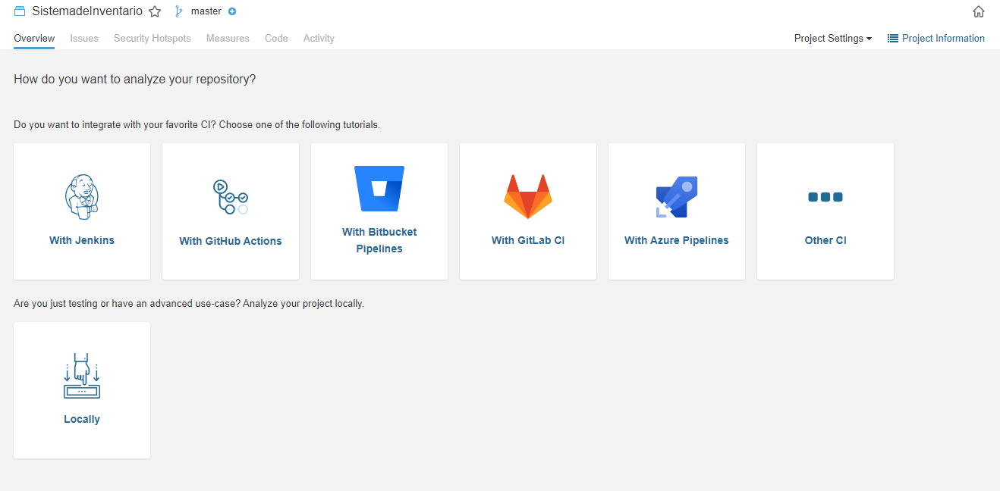 SistemadeInventario master
Overview Issues Security Hotspots Measures Code Activity Project Settings Project Information
How do you want to analyze your repository?
Do you want to integrate with your favorite CI? Choose one of the following tutorials.
With Jenkins
With GitHub Actions
With Bitbucket
Pipelines
With GitLab CI
With Azure Pipelines
Other CI
Are you just testing or have an advanced use-case? Analyze your project locally.
Locally